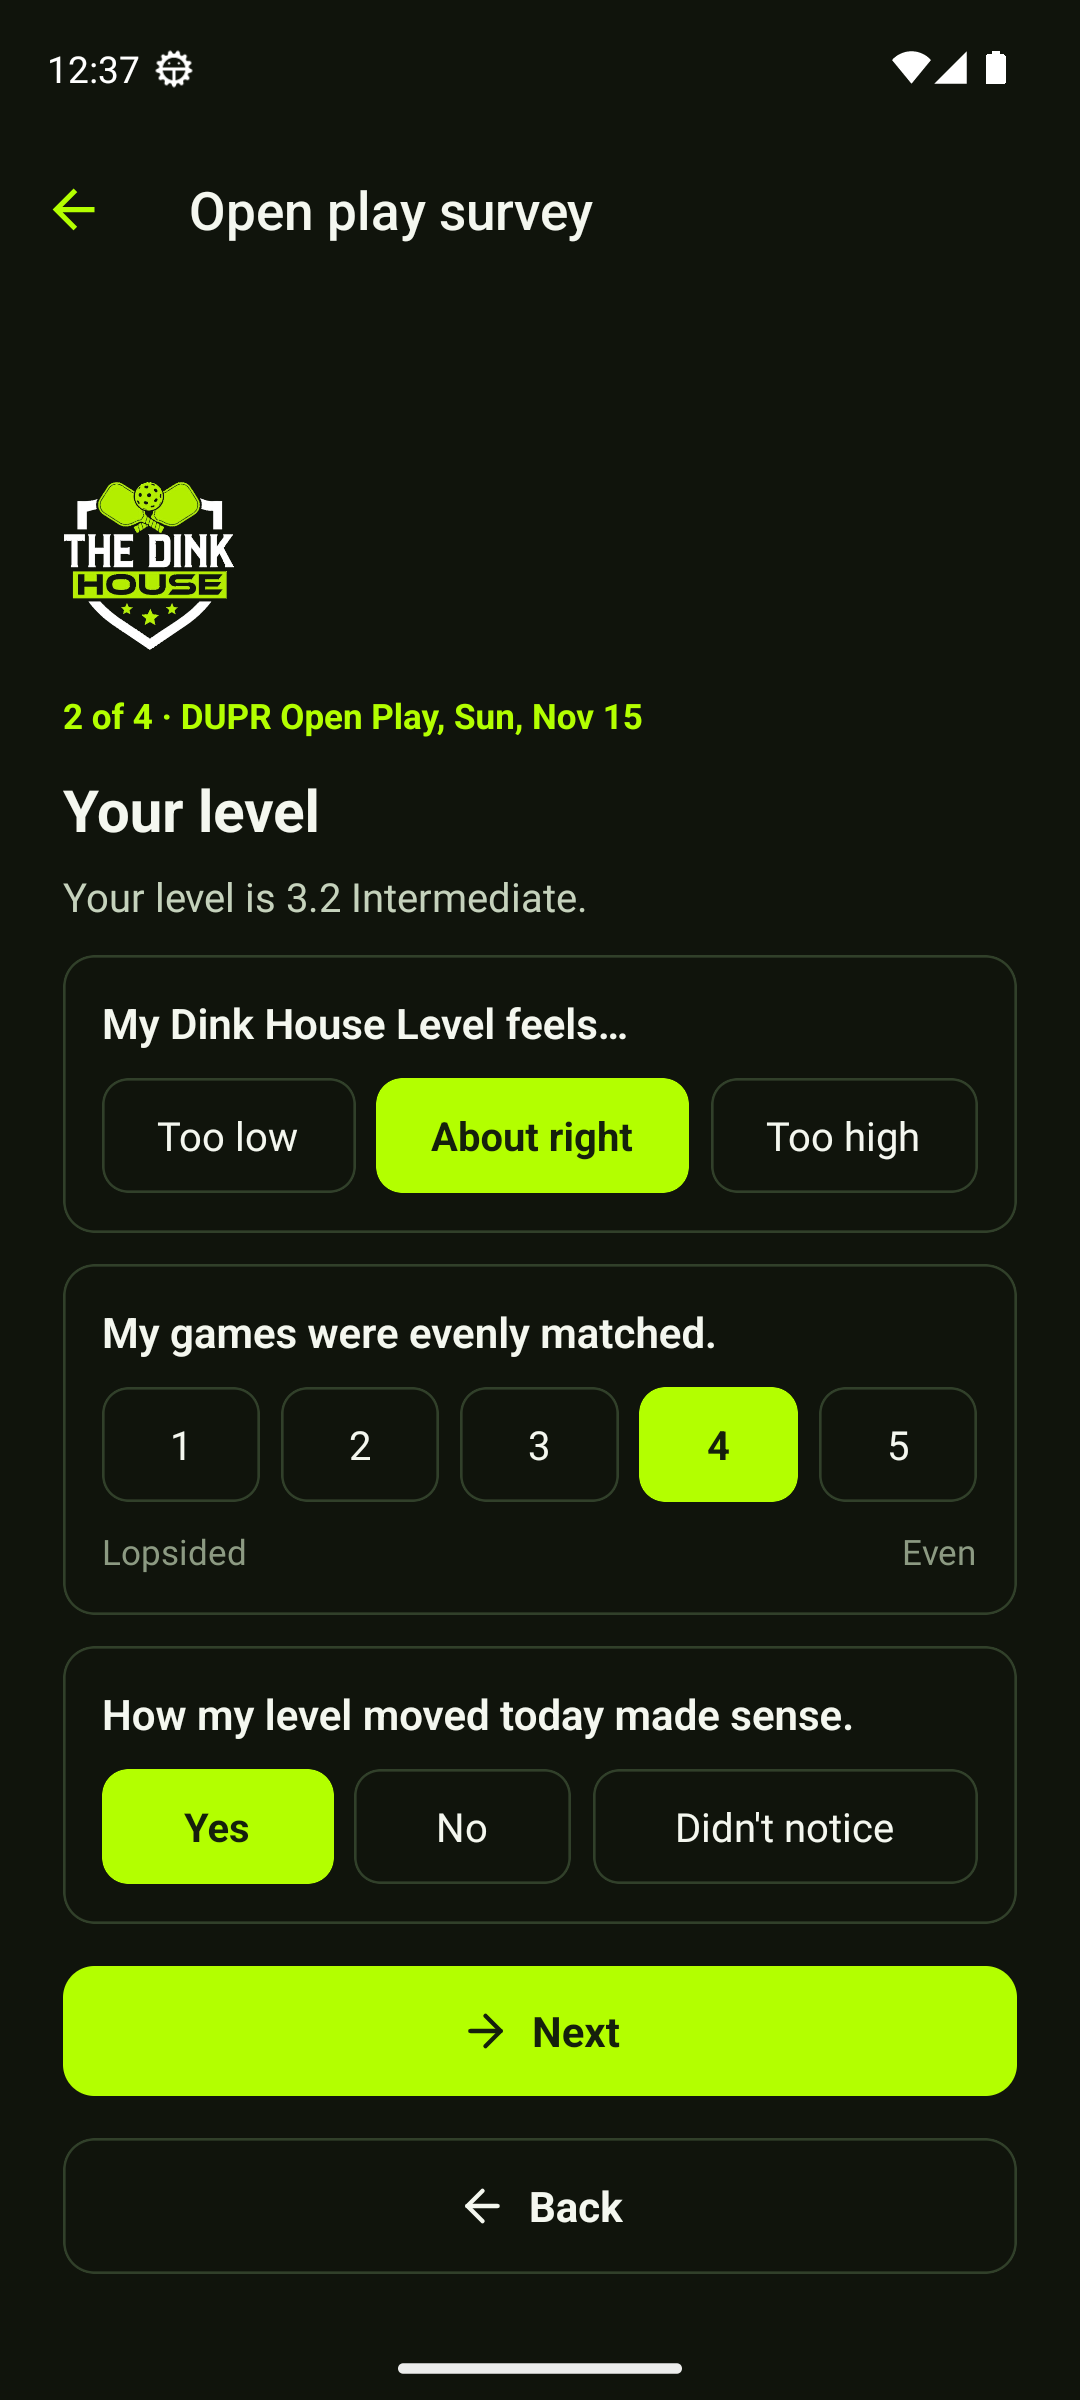 12:37
Open play survey
THE DINK
HOUSE
2 of 4 · DUPR Open Play, Sun, Nov 15
Your level
Your level is 3.2 Intermediate.
My Dink House Level feels…
Too low About right Too high
My games were evenly matched.
1 2 3 4 5
Lopsided Even
How my level moved today made sense.
Yes No Didn't notice
Next
Back